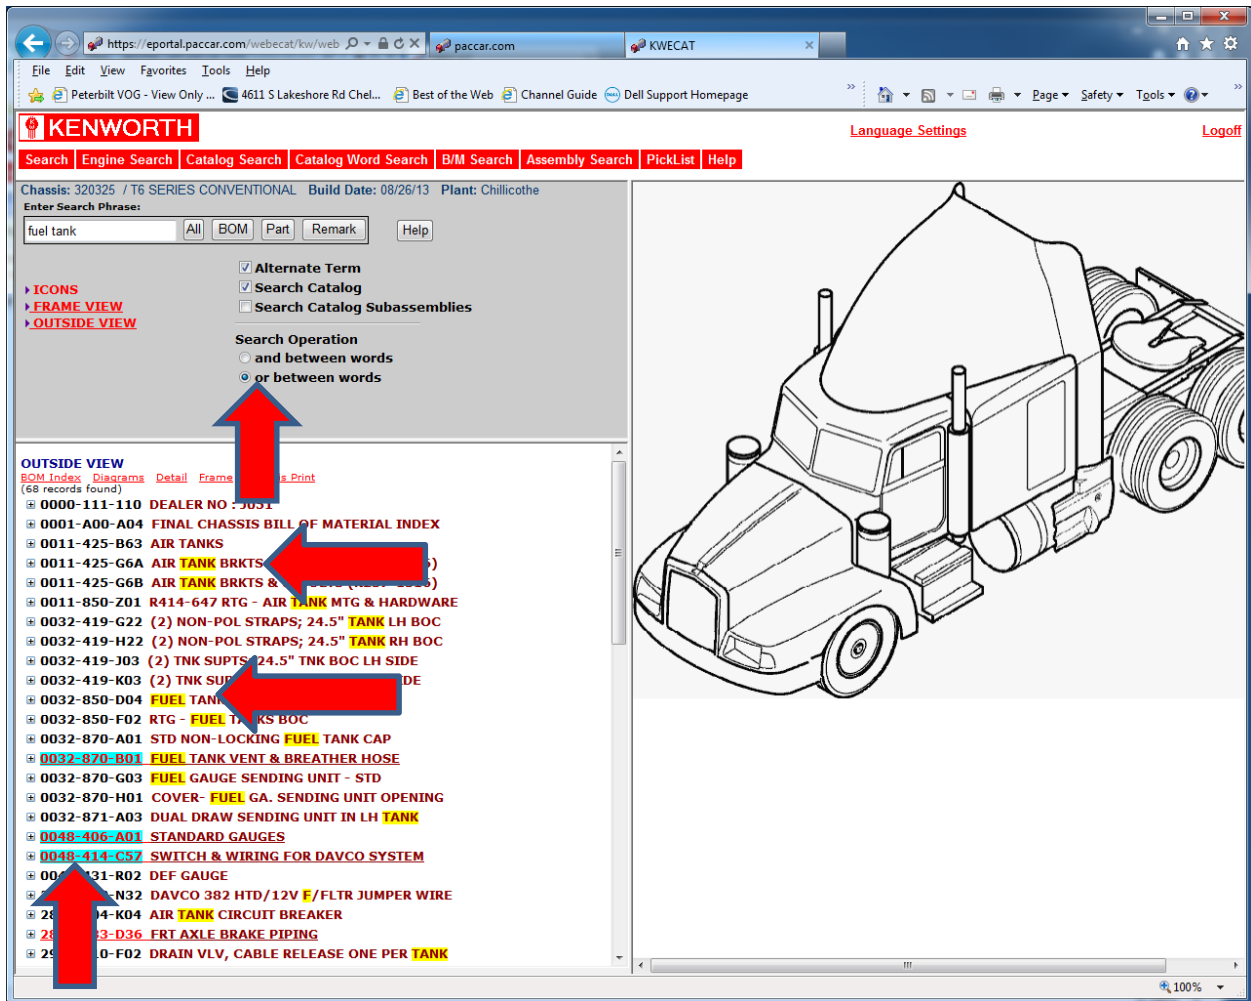 https://eportal.paccar.com/webecat/kw/web
paccar.com
KWECAT
File Edit View Favorites Tools Help
Peterbilt VOG - View Only ... 4611 S Lakeshore Rd Chel... Best of the Web Channel Guide Dell Support Homepage
Page Safety Tools
KENWORTH
Language Settings Logoff
Search Engine Search Catalog Search Catalog Word Search B/M Search Assembly Search PickList Help
Chassis: 320325 / T6 SERIES CONVENTIONAL Build Date: 08/26/13 Plant: Chillicothe
Enter Search Phrase:
fuel tank All BOM Part Remark Help
Alternate Term
ICONS Search Catalog
FRAME VIEW Search Catalog Subassemblies
OUTSIDE VIEW
Search Operation
and between words
or between words
OUTSIDE VIEW
BOM Index Diagrams Detail Frame Print
(68 records found)
0000-111-110 DEALER NO : J051
0001-A00-A04 FINAL CHASSIS BILL OF MATERIAL INDEX
0011-425-B63 AIR TANKS
0011-425-G6A AIR TANK BRKTS
0011-425-G6B AIR TANK BRKTS &
0011-850-Z01 R414-647 RTG - AIR TANK MTG & HARDWARE
0032-419-G22 (2) NON-POL STRAPS; 24.5" TANK LH BOC
0032-419-H22 (2) NON-POL STRAPS; 24.5" TANK RH BOC
0032-419-J03 (2) TNK SUPTS 24.5" TNK BOC LH SIDE
0032-419-K03 (2) TNK
0032-850-D04 FUEL
0032-850-F02 RTG - FUEL TANKS BOC
0032-870-A01 STD NON-LOCKING FUEL TANK CAP
0032-870-B01 FUEL TANK VENT & BREATHER HOSE
0032-870-G03 FUEL GAUGE SENDING UNIT - STD
0032-870-H01 COVER- FUEL GA. SENDING UNIT OPENING
0032-871-A03 DUAL DRAW SENDING UNIT IN LH TANK
0048-406-A01 STANDARD GAUGES
0048-414-C57 SWITCH & WIRING FOR DAVCO SYSTEM
DEF GAUGE
DAVCO 382 HTD/12V F/FLTR JUMPER WIRE
AIR TANK CIRCUIT BREAKER
FRT AXLE BRAKE PIPING
DRAIN VLV, CABLE RELEASE ONE PER TANK
100%